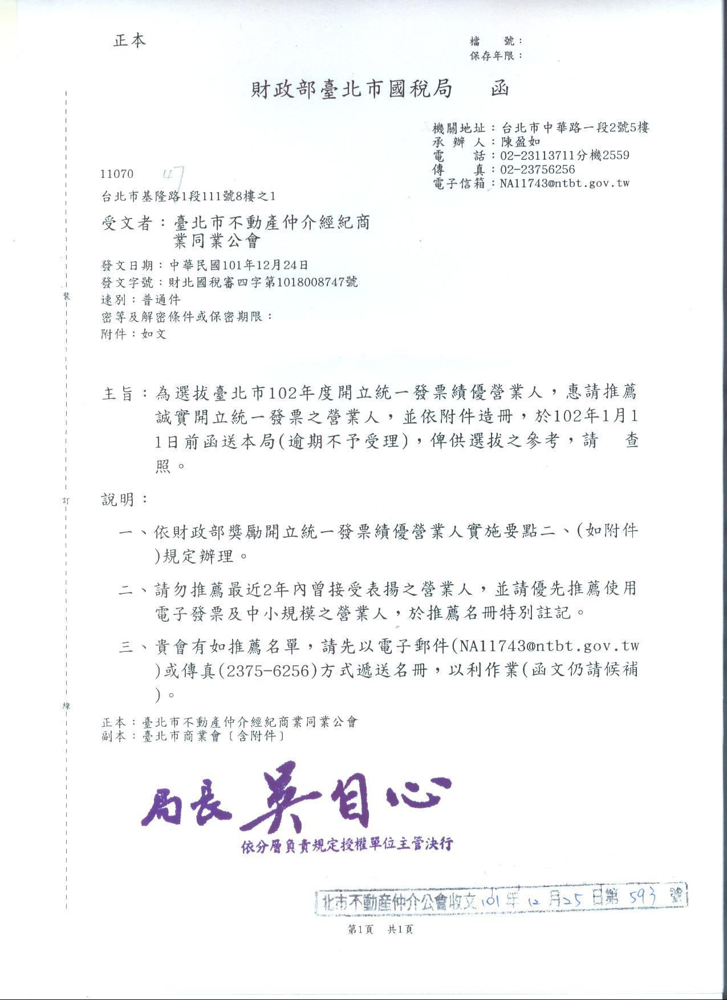 正本
檔　　號：
保存年限：
財政部臺北市國稅局　　函
機關地址：台北市中華路一段2號5樓
承 辦 人：陳盈如
電　　話：02-23113711分機2559
傳　　真：02-23756256
電子信箱：NA11743@ntbt.gov.tw
11070
47
台北市基隆路1段111號8樓之1
受文者：臺北市不動產仲介經紀商
業同業公會
發文日期：中華民國101年12月24日
發文字號：財北國稅審四字第1018008747號
速別：普通件
密等及解密條件或保密期限：
附件：如文
主旨：為選拔臺北市102年度開立統一發票績優營業人，惠請推薦
誠實開立統一發票之營業人，並依附件造冊，於102年1月1
1日前函送本局(逾期不予受理)，俾供選拔之參考，請　查
照。
說明：
一、依財政部獎勵開立統一發票績優營業人實施要點二、(如附件
)規定辦理。
二、請勿推薦最近2年內曾接受表揚之營業人，並請優先推薦使用
電子發票及中小規模之營業人，於推薦名冊特別註記。
三、貴會有如推薦名單，請先以電子郵件(NA11743@ntbt.gov.tw
)或傳真(2375-6256)方式遞送名冊，以利作業(函文仍請候補
)。
正本：臺北市不動產仲介經紀商業同業公會
副本：臺北市商業會〔含附件〕
局長 吳自心
依分層負責規定授權單位主管決行
北市不動產仲介公會收文101年12月25日第593號
第1頁　共1頁
裝
訂
線